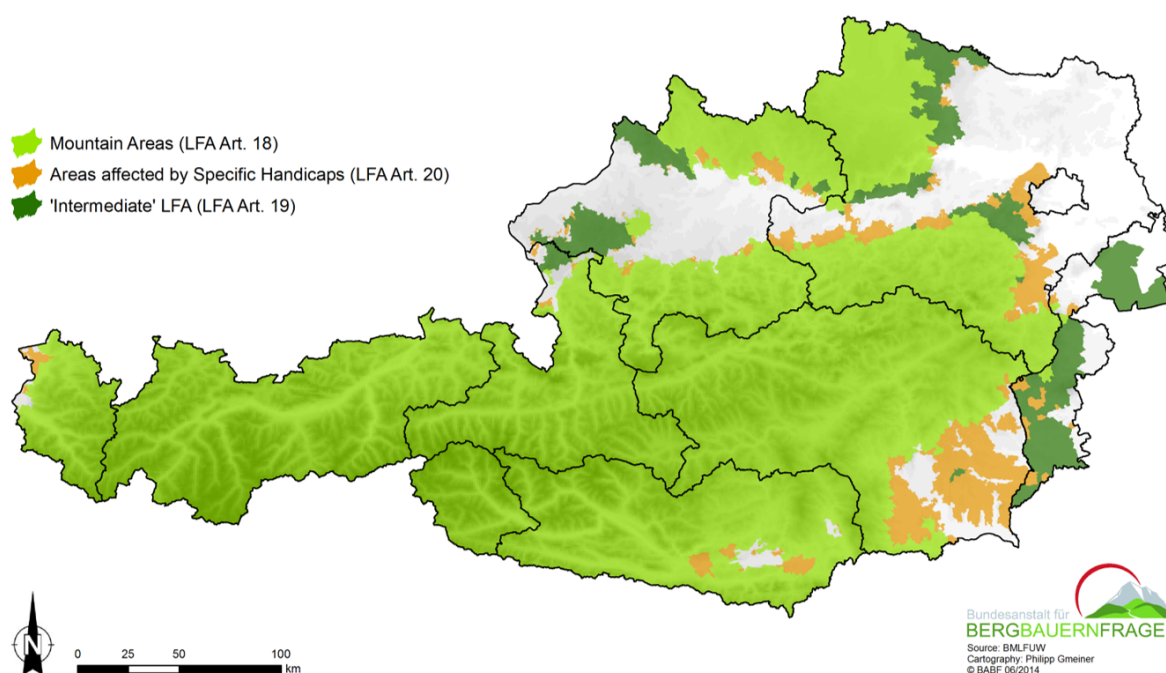 Mountain Areas (LFA Art. 18)
Areas affected by Specific Handicaps (LFA Art. 20)
'Intermediate' LFA (LFA Art. 19)
N
0 25 50 100
km
Bundesanstalt für
BERGBAUERNFRAGE
Source: BMLFUW
Cartography: Philipp Gmeiner
© BABF 06/2014